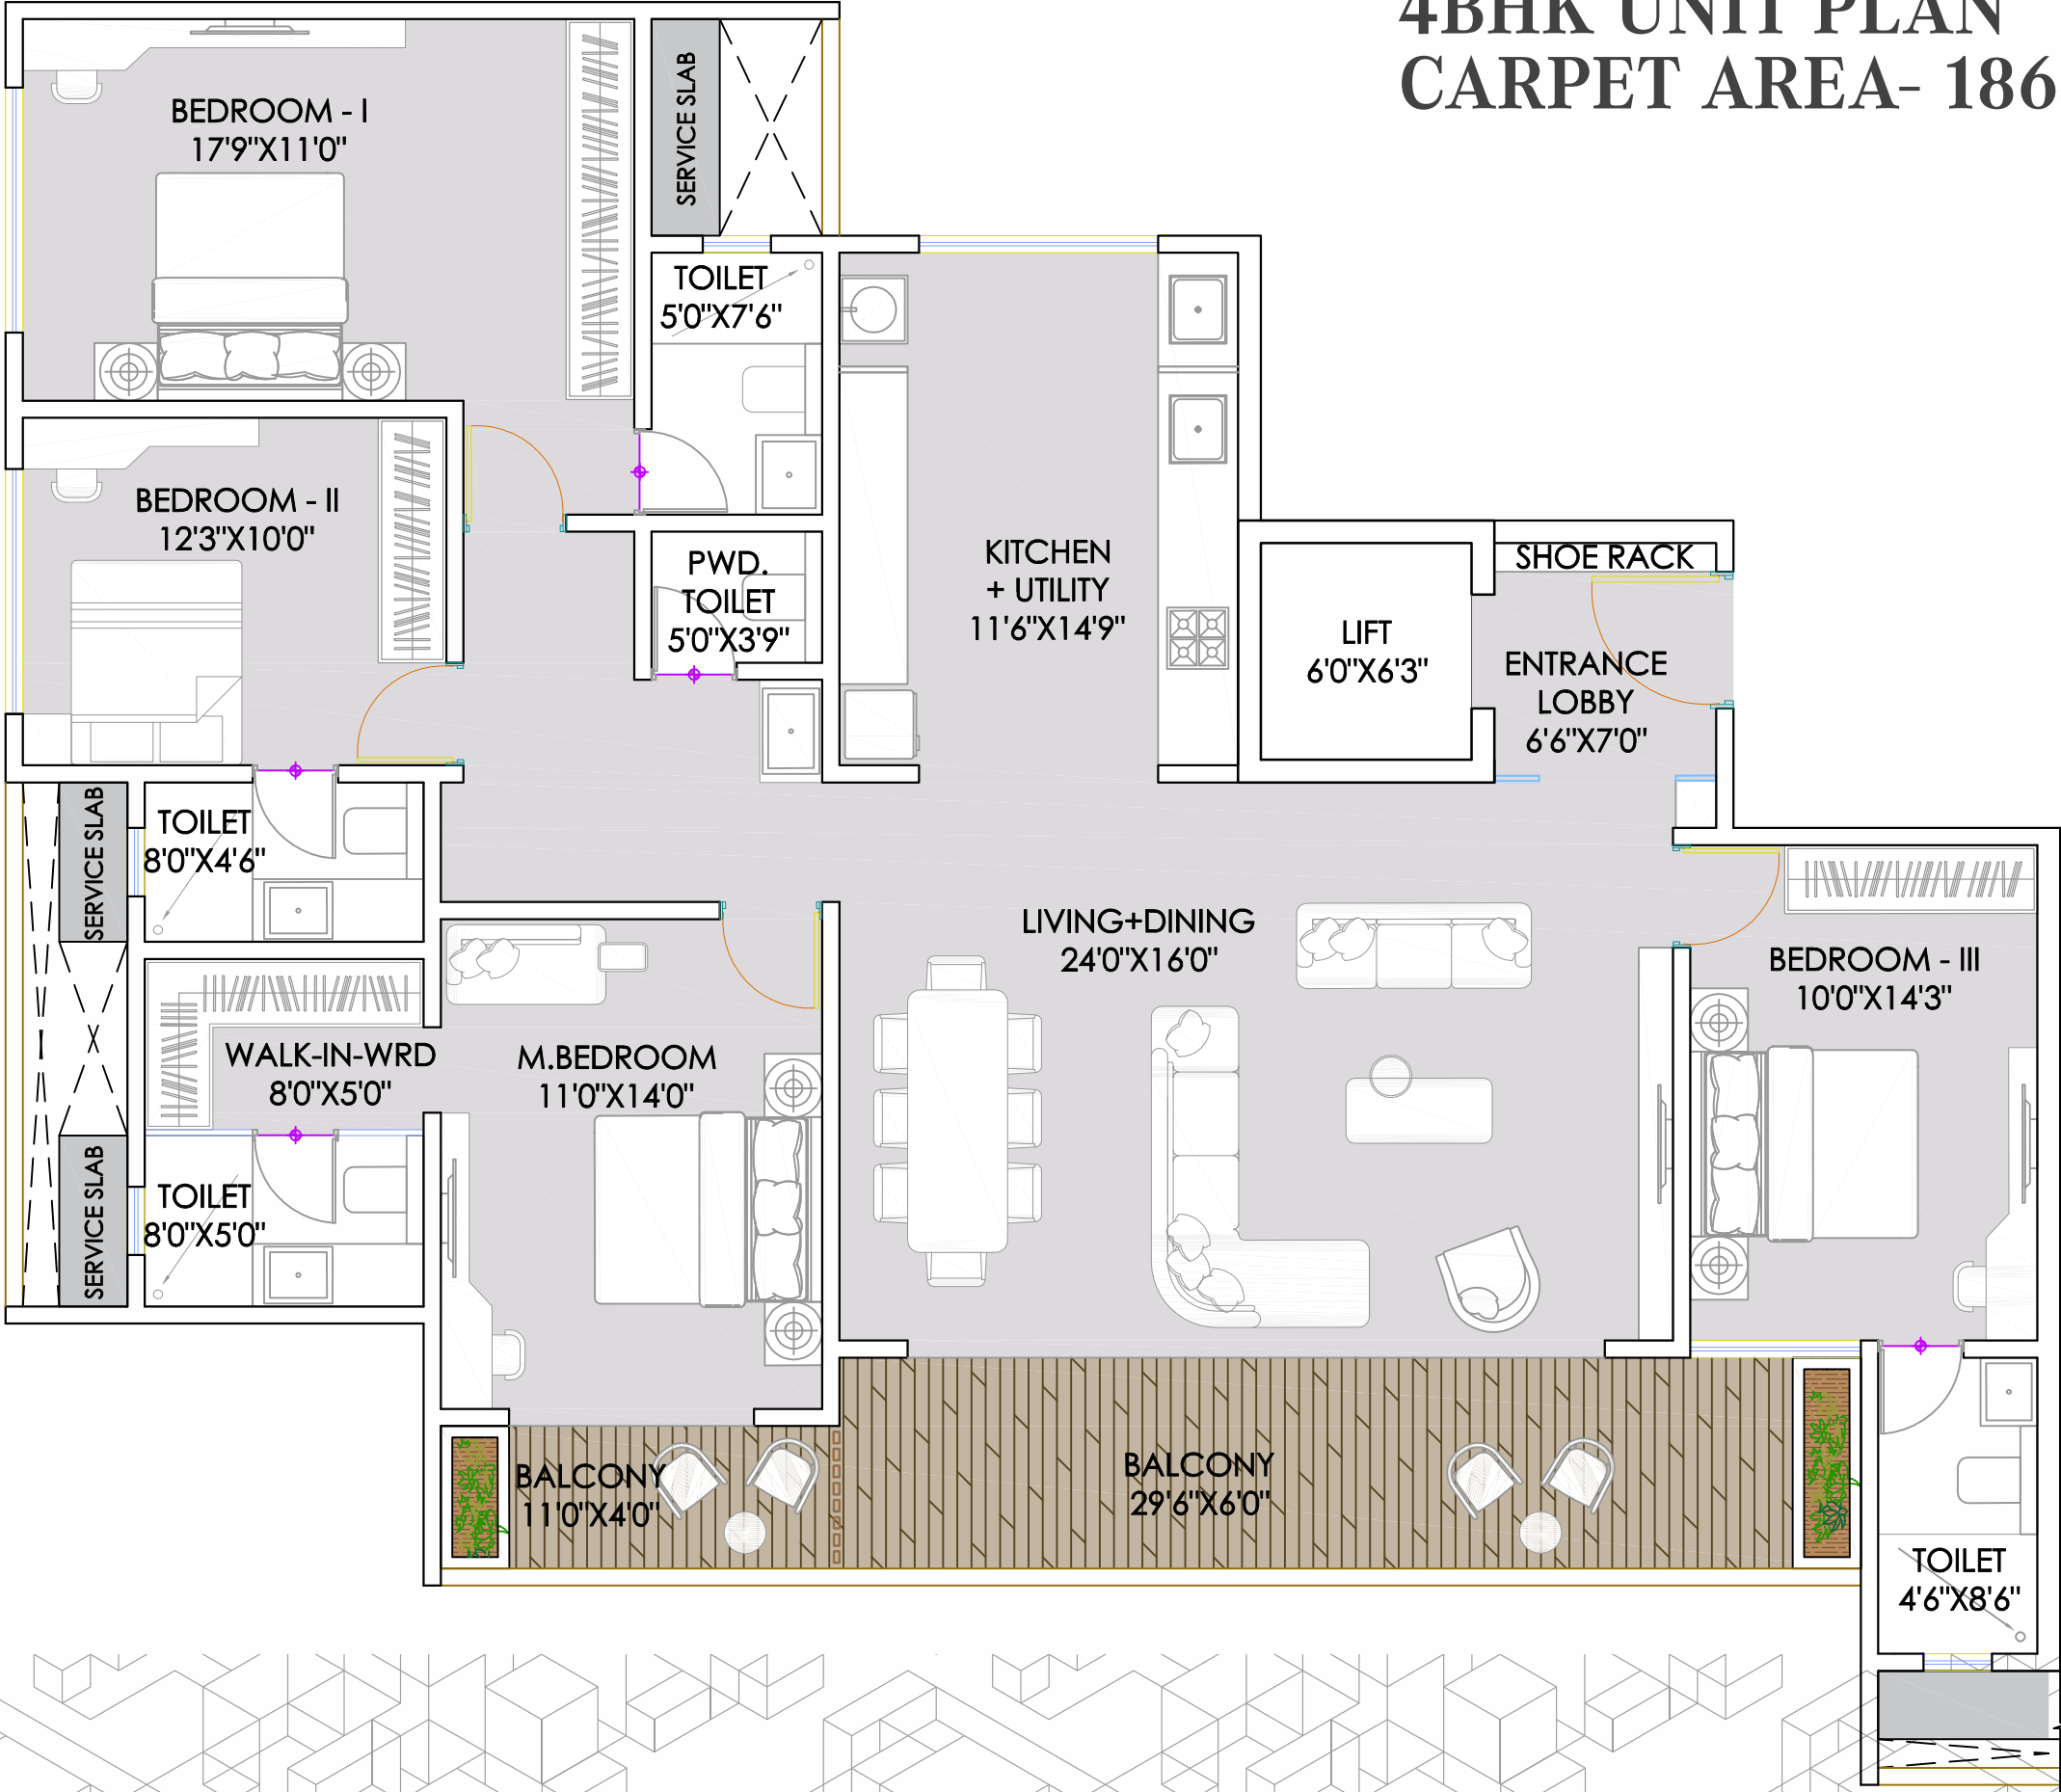 4BHK UNIT PLAN
CARPET AREA- 186
BEDROOM - I
17'9"X11'0"
SERVICE SLAB
TOILET
5'0"X7'6"
BEDROOM - II
12'3"X10'0"
PWD.
TOILET
5'0"X3'9"
KITCHEN
+ UTILITY
11'6"X14'9"
SHOE RACK
LIFT
6'0"X6'3"
ENTRANCE
LOBBY
6'6"X7'0"
SERVICE SLAB
TOILET
8'0"X4'6"
LIVING+DINING
24'0"X16'0"
BEDROOM - III
10'0"X14'3"
WALK-IN-WRD
8'0"X5'0"
M.BEDROOM
11'0"X14'0"
SERVICE SLAB
TOILET
8'0"X5'0"
BALCONY
11'0"X4'0"
BALCONY
29'6"X6'0"
TOILET
4'6"X8'6"